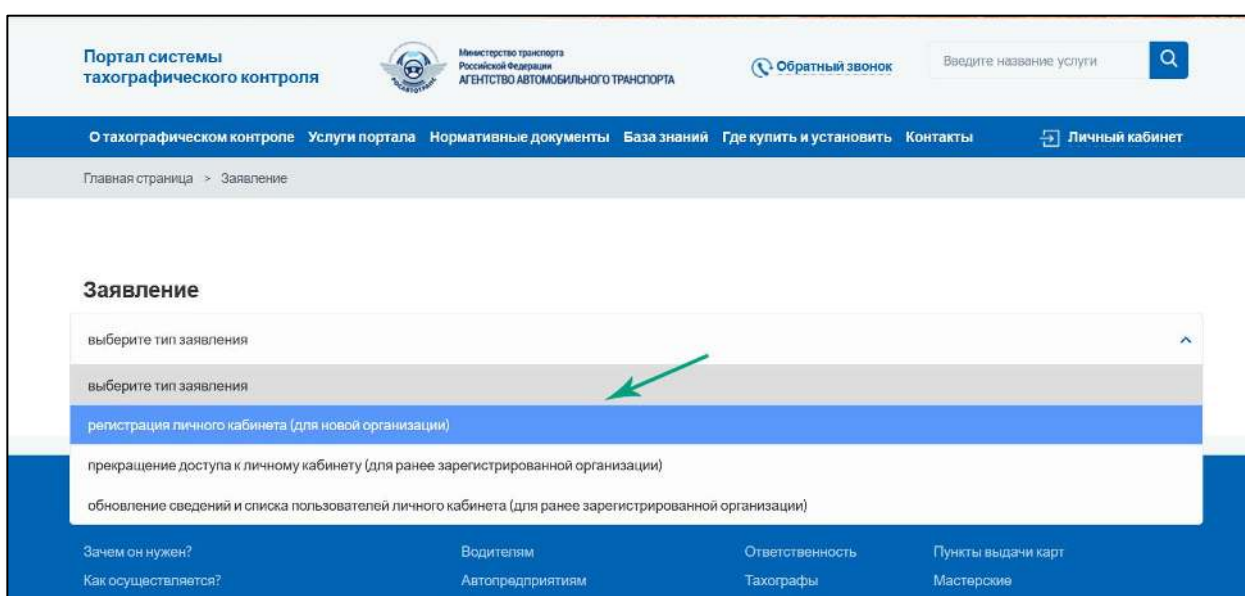 Портал системы
тахографического контроля
РОСАВТОТРАНС
Министерство транспорта
Российской Федерации
АГЕНТСТВО АВТОМОБИЛЬНОГО ТРАНСПОРТА
Обратный звонок
Введите название услуги
О тахографическом контроле Услуги портала Нормативные документы База знаний Где купить и установить Контакты Личный кабинет
Главная страница > Заявление
Заявление
выберите тип заявления
выберите тип заявления
регистрация личного кабинета (для новой организации)
прекращение доступа к личному кабинету (для ранее зарегистрированной организации)
обновление сведений и списка пользователей личного кабинета (для ранее зарегистрированной организации)
Зачем он нужен? Водителям Ответственность Пункты выдачи карт
Как осуществляется? Автопредприятиям Тахографы Мастерские